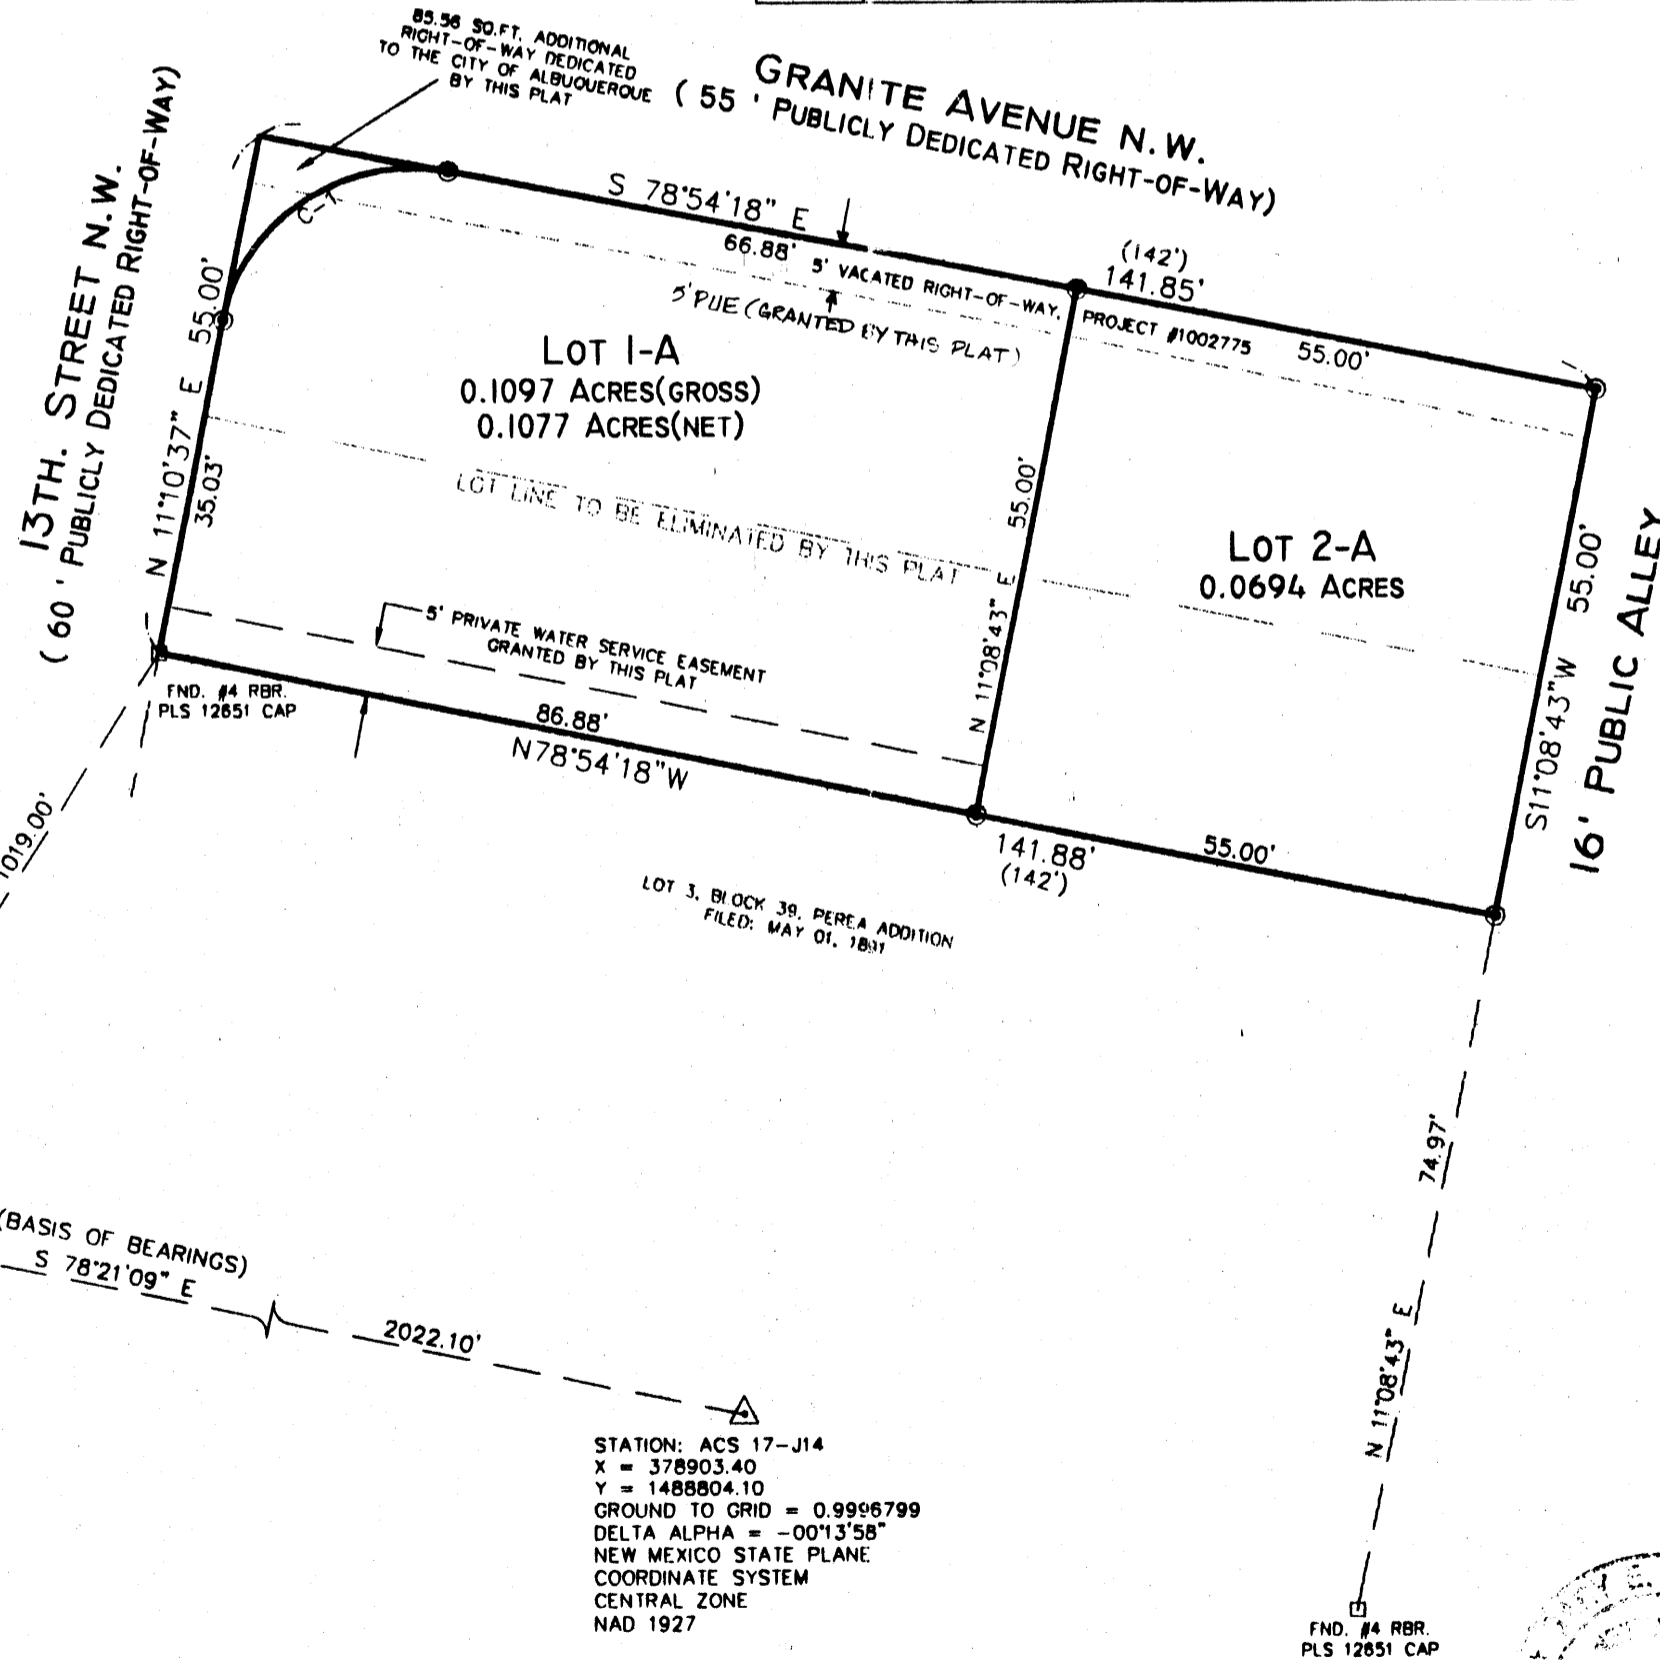 85.56 SQ.FT. ADDITIONAL
RIGHT-OF-WAY DEDICATED
TO THE CITY OF ALBUQUERQUE
BY THIS PLAT
GRANITE AVENUE N.W.
( 55 ' PUBLICLY DEDICATED RIGHT-OF-WAY)
13TH. STREET N.W.
( 60 ' PUBLICLY DEDICATED RIGHT-OF-WAY)
C-1
S 78°54'18" E
66.88'
5' VACATED RIGHT-OF-WAY.
PROJECT #1002775
(142')
141.85'
55.00'
5' PUE (GRANTED BY THIS PLAT)
55.00'
N 11°10'37" E
35.03'
LOT 1-A
0.1097 ACRES(GROSS)
0.1077 ACRES(NET)
LOT LINE TO BE ELIMINATED BY THIS PLAT
55.00'
N 11°08'43" E
LOT 2-A
0.0694 ACRES
55.00'
S11°08'43"W
16' PUBLIC ALLEY
5' PRIVATE WATER SERVICE EASEMENT
GRANTED BY THIS PLAT
FND. #4 RBR.
PLS 12651 CAP
86.88'
N78°54'18"W
141.88'
(142')
55.00'
1019.00'
LOT 3, BLOCK 39, PEREA ADDITION
FILED: MAY 01, 1891
74.97'
N 11°08'43" E
(BASIS OF BEARINGS)
S 78°21'09" E
2022.10'
STATION: ACS 17-J14
X = 378903.40
Y = 1488804.10
GROUND TO GRID = 0.9996799
DELTA ALPHA = -00°13'58"
NEW MEXICO STATE PLANE
COORDINATE SYSTEM
CENTRAL ZONE
NAD 1927
FND. #4 RBR.
PLS 12651 CAP